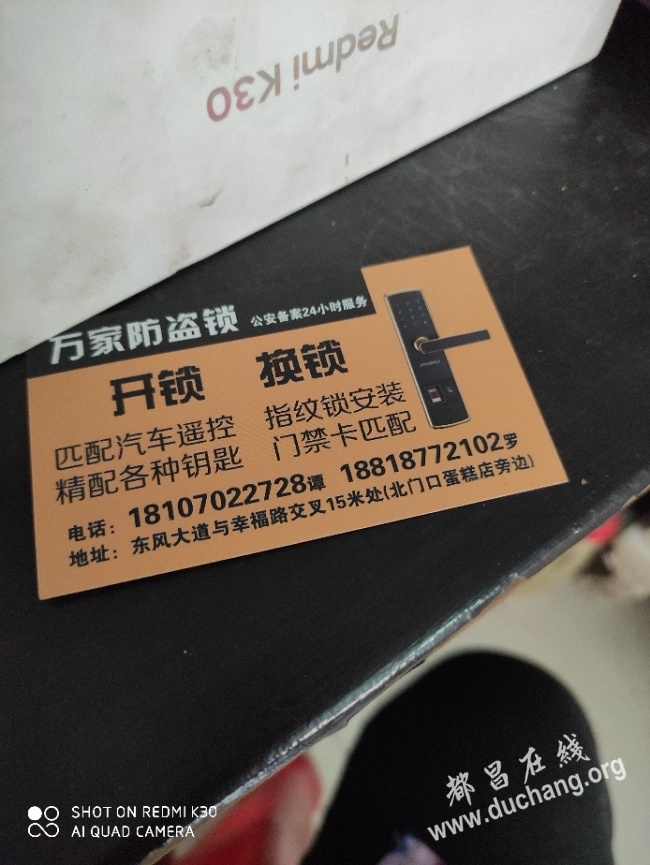 Redmi K30
万家防盗锁 公安备案24小时服务
开锁 换锁
匹配汽车遥控 指纹锁安装
精配各种钥匙 门禁卡匹配
电话：18107022728谭 18818772102罗
地址：东风大道与幸福路交叉15米处(北门口蛋糕店旁边)
都昌在线
www.duchang.org
SHOT ON REDMI K30
AI QUAD CAMERA